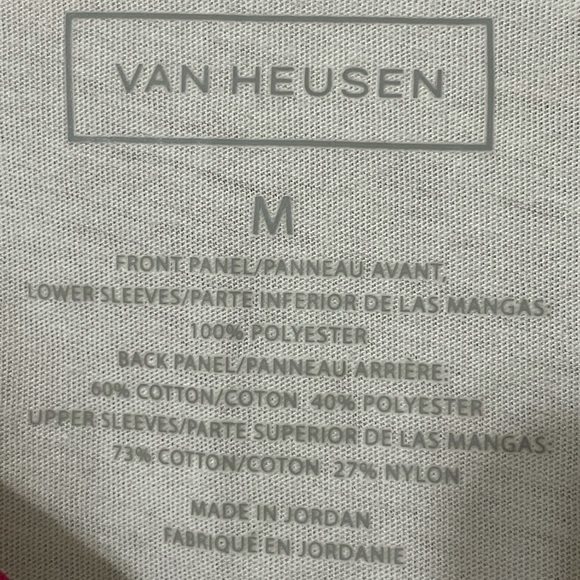 VAN HEUSEN
M
FRONT PANEL/PANNEAU AVANT,
LOWER SLEEVES/PARTE INFERIOR DE LAS MANGAS:
100% POLYESTER
BACK PANEL/PANNEAU ARRIÈRE:
60% COTTON/COTON 40% POLYESTER
UPPER SLEEVES/PARTE SUPERIOR DE LAS MANGAS:
73% COTTON/COTON 27% NYLON
MADE IN JORDAN
FABRIQUÉ EN JORDANIE